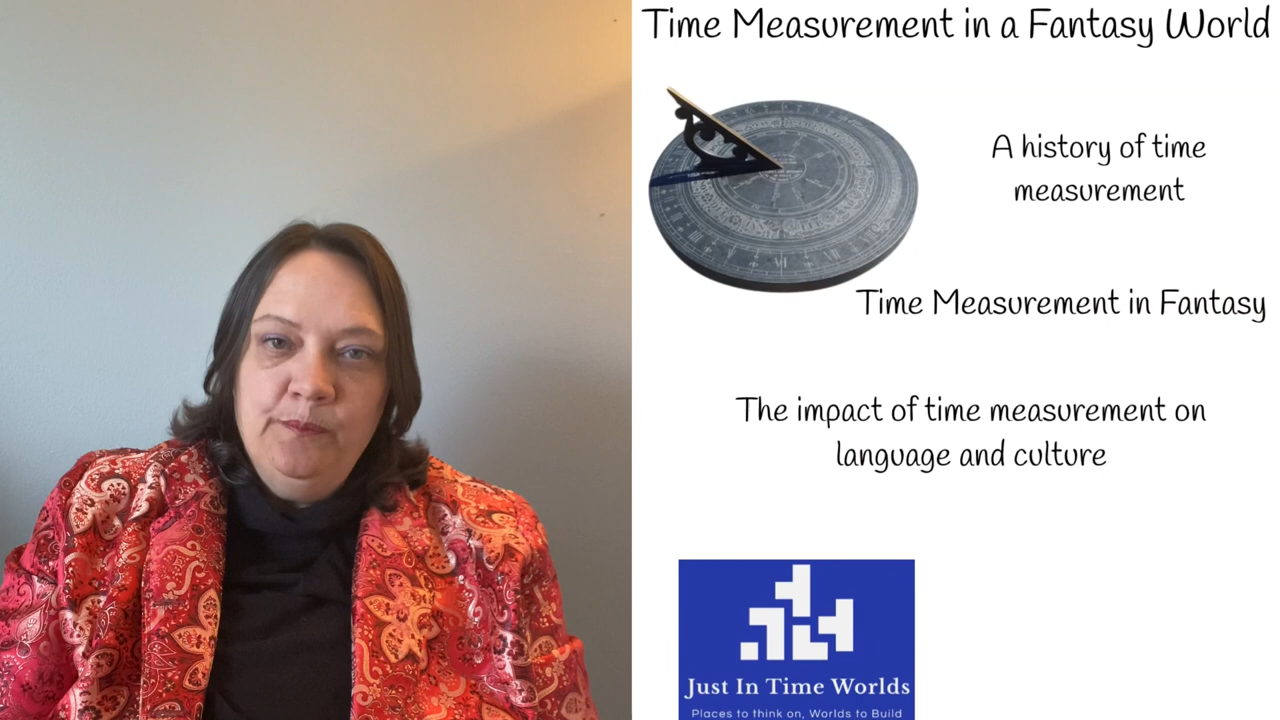 Time Measurement in a Fantasy World
A history of time
measurement
Time Measurement in Fantasy
The impact of time measurement on
language and culture
Just In Time Worlds
Places to think on, Worlds to Build